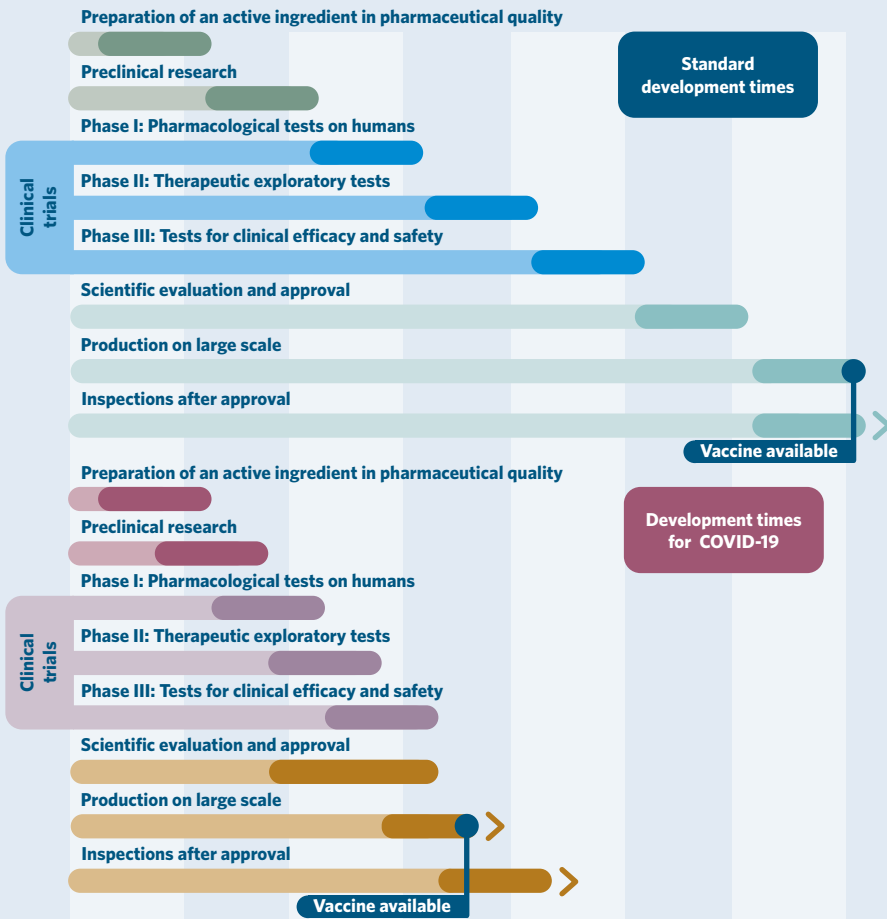 Preparation of an active ingredient in pharmaceutical quality
Standard
development times
Preclinical research
Phase I: Pharmacological tests on humans
Clinical
trials
Phase II: Therapeutic exploratory tests
Phase III: Tests for clinical efficacy and safety
Scientific evaluation and approval
Production on large scale
Inspections after approval
Vaccine available
Preparation of an active ingredient in pharmaceutical quality
Development times
for COVID-19
Preclinical research
Phase I: Pharmacological tests on humans
Clinical
trials
Phase II: Therapeutic exploratory tests
Phase III: Tests for clinical efficacy and safety
Scientific evaluation and approval
Production on large scale
Inspections after approval
Vaccine available